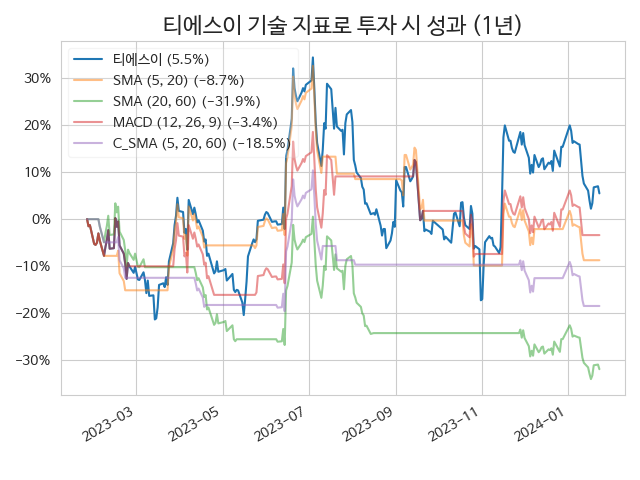 티에스이 기술 지표로 투자 시 성과 (1년)
티에스이 (5.5%)
SMA (5, 20) (−8.7%)
SMA (20, 60) (−31.9%)
MACD (12, 26, 9) (−3.4%)
C_SMA (5, 20, 60) (−18.5%)
30%
20%
10%
0%
−10%
−20%
−30%
2023−03
2023−05
2023−07
2023−09
2023−11
2024−01